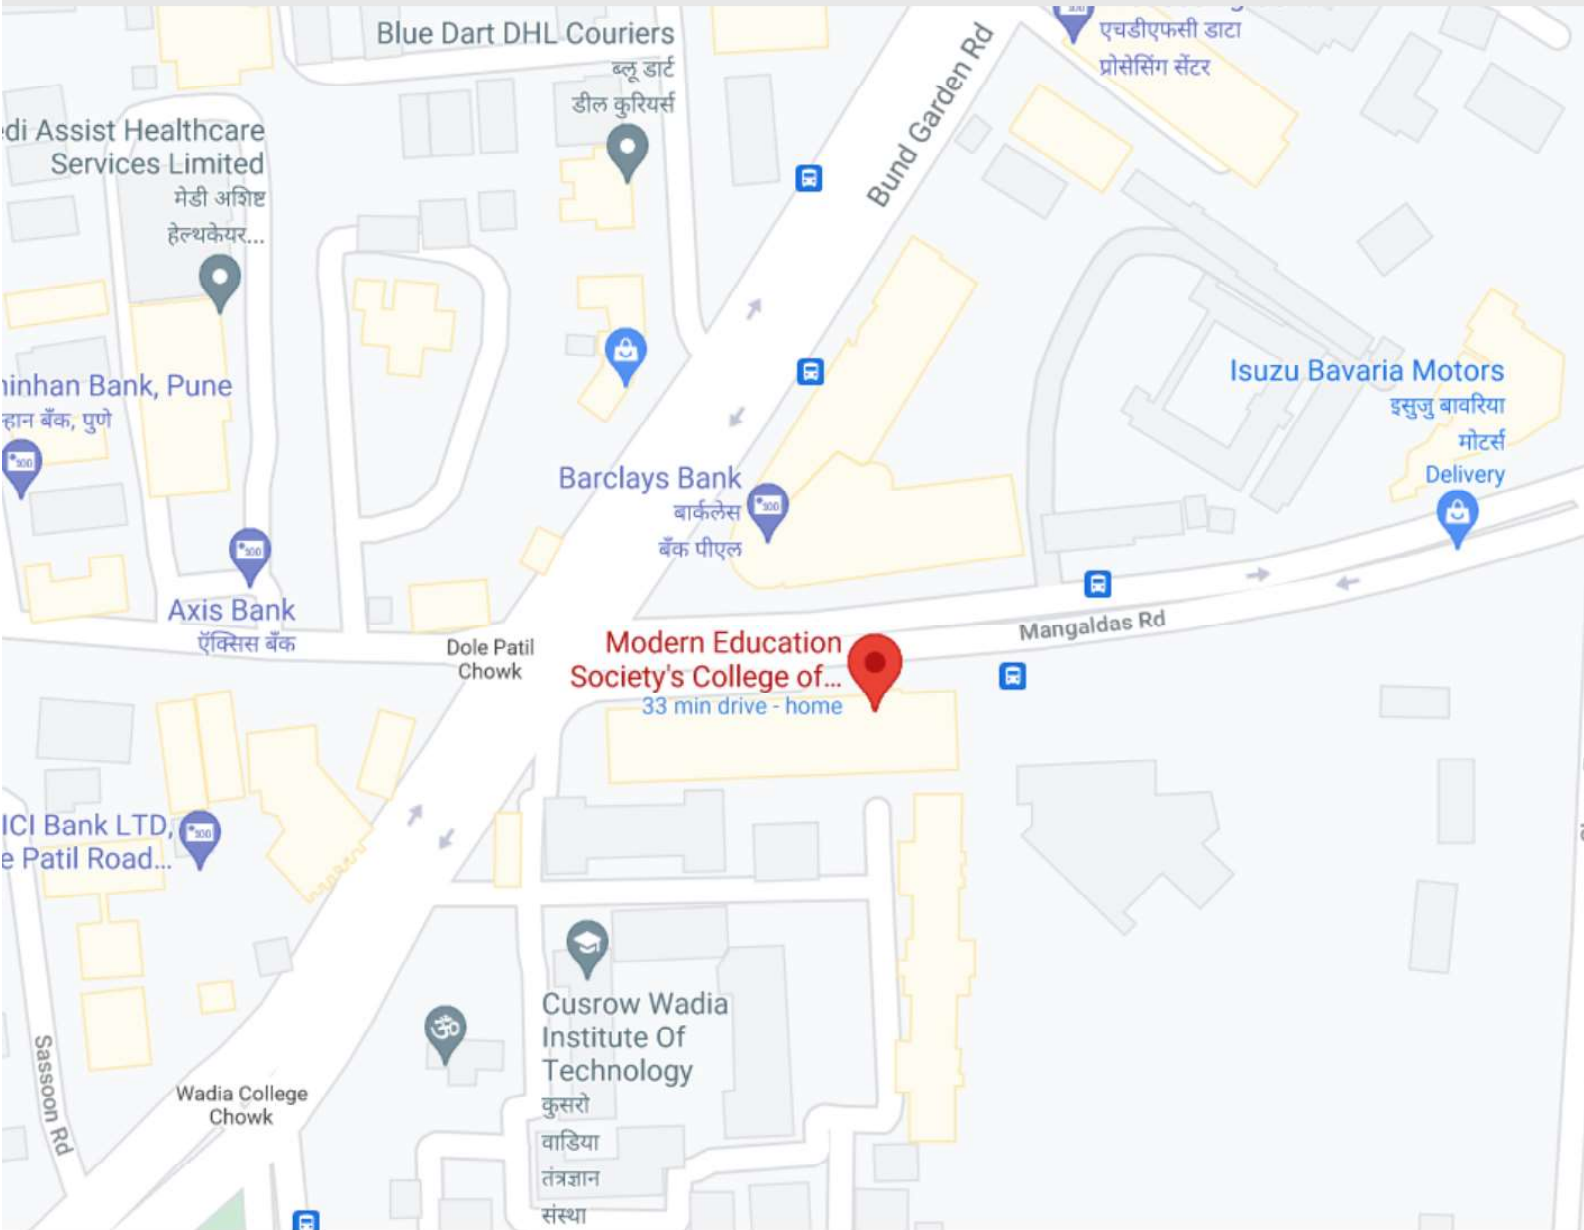 Blue Dart DHL Couriers
ब्लू डार्ट
डील कुरियर्स
एचडीएफसी डाटा
प्रोसेसिंग सेंटर
Bund Garden Rd
di Assist Healthcare
Services Limited
मेडी अशिष्ट
हेल्थकेयर...
ninhan Bank, Pune
न्हान बँक, पुणे
Isuzu Bavaria Motors
इसुजु बावरिया
मोटर्स
Delivery
Barclays Bank
बार्कलेस
बँक पीएल
Axis Bank
ऍक्सिस बँक
Dole Patil
Chowk
Modern Education
Society's College of...
33 min drive - home
Mangaldas Rd
ICI Bank LTD,
e Patil Road...
Cusrow Wadia
Institute Of
Technology
कुसरो
वाडिया
तंत्रज्ञान
संस्था
Wadia College
Chowk
Sassoon Rd